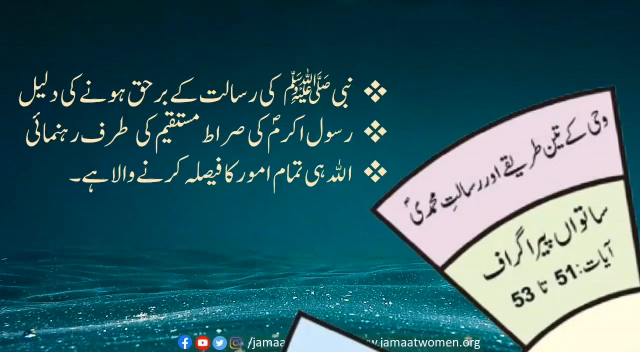 ❖ نبی ﷺ کی رسالت کے برحق ہونے کی دلیل
❖ رسول اکرمؐ کی صراط مستقیم کی طرف رہنمائی
❖ اللہ ہی تمام امور کا فیصلہ کرنے والا ہے۔
وحی کے تین طریقے اور رسالتِ محمدیؐ
ساتواں پیراگراف
آیات: 51 تا 53
/jamaa
w.jamaatwomen.org